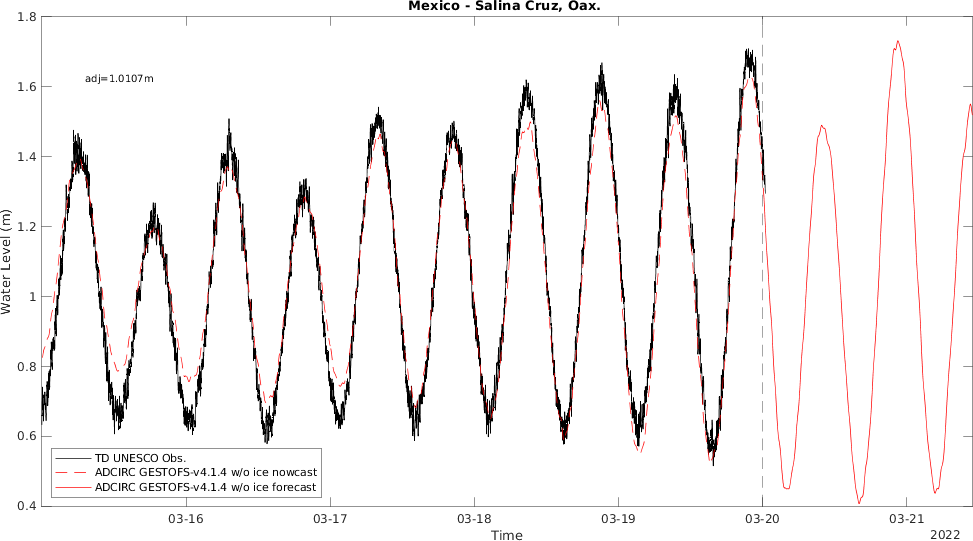 Mexico - Salina Cruz, Oax.
1.8
1.6
1.4
1.2
1
0.8
0.6
0.4
Water Level (m)
adj=1.0107m
TD UNESCO Obs.
ADCIRC GESTOFS-v4.1.4 w/o ice nowcast
ADCIRC GESTOFS-v4.1.4 w/o ice forecast
03-16
03-17
03-18
03-19
03-20
03-21
Time
2022